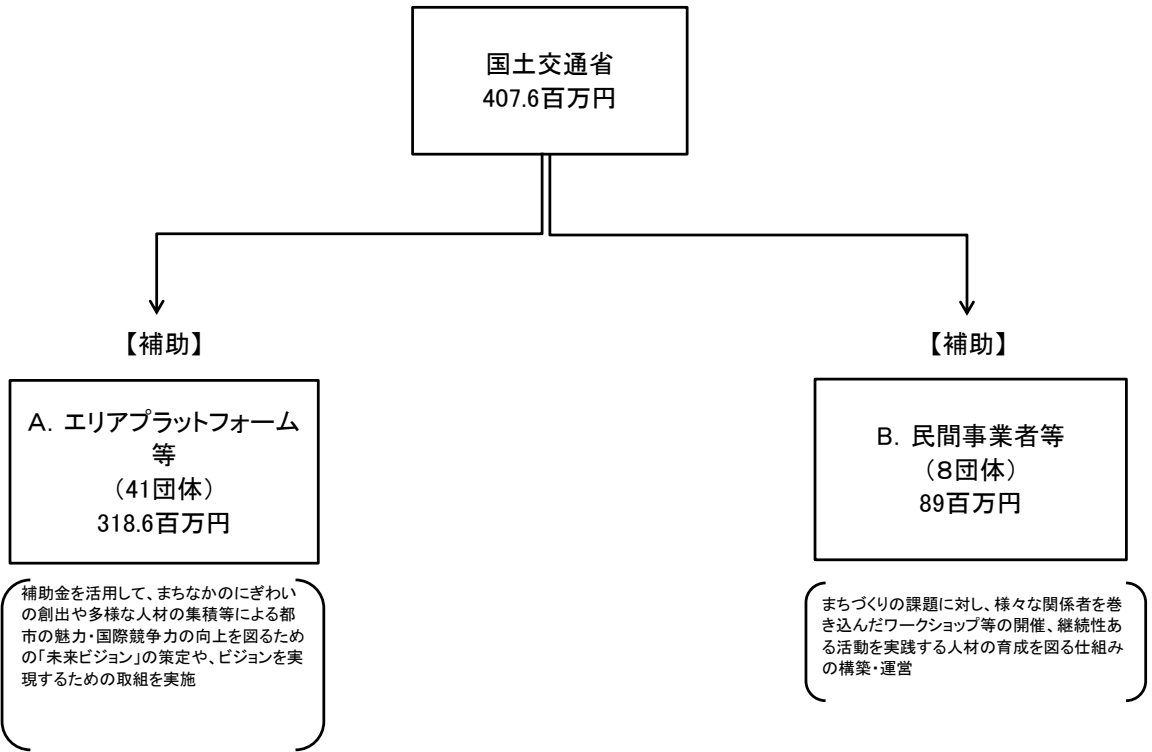 国土交通省
407.6百万円
【補助】
A．エリアプラットフォーム
等
（41団体）
318.6百万円
補助金を活用して、まちなかのにぎわい
の創出や多様な人材の集積等による都
市の魅力・国際競争力の向上を図るため
の「未来ビジョン」の策定や、ビジョンを実
現するための取組を実施
【補助】
B．民間事業者等
（８団体）
89百万円
まちづくりの課題に対し、様々な関係者を巻
き込んだワークショップ等の開催、継続性あ
る活動を実践する人材の育成を図る仕組み
の構築・運営